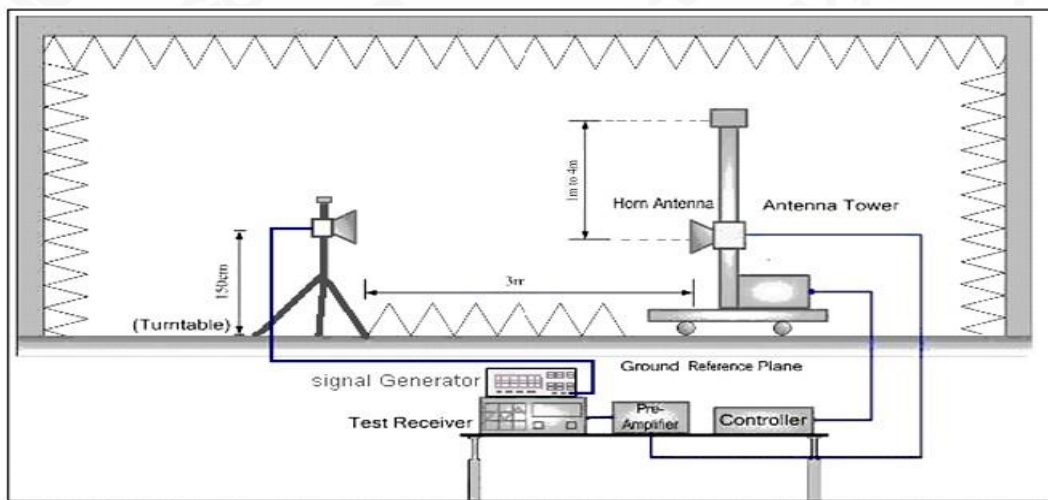 1m to 4m
Horn Antenna
Antenna Tower
150cm
3m
(Turntable)
Ground Reference Plane
signal Generator
Test Receiver
Pre-
Amplifier
Controller